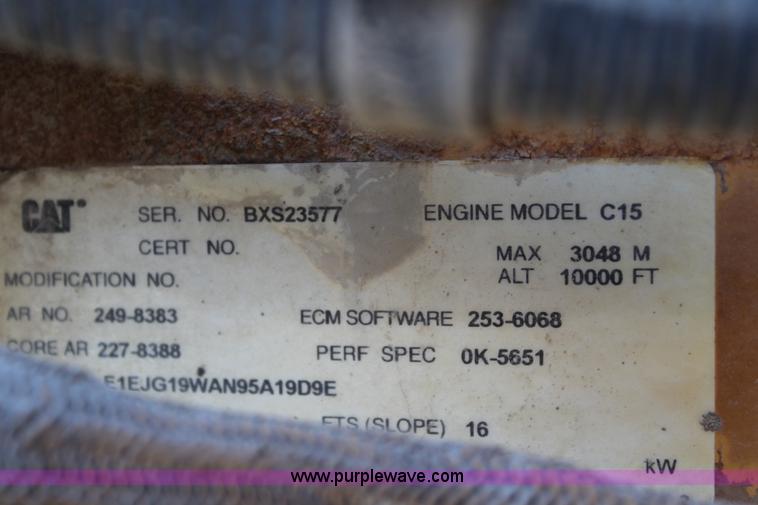 CAT SER. NO. BXS23577 ENGINE MODEL C15
CERT NO. MAX 3048 M
MODIFICATION NO. ALT 10000 FT
AR NO. 249-8383 ECM SOFTWARE 253-6068
CORE AR 227-8388 PERF SPEC 0K-5651
E1EJG19WAN95A19D9E
FTS (SLOPE) 16
kW
www.purplewave.com